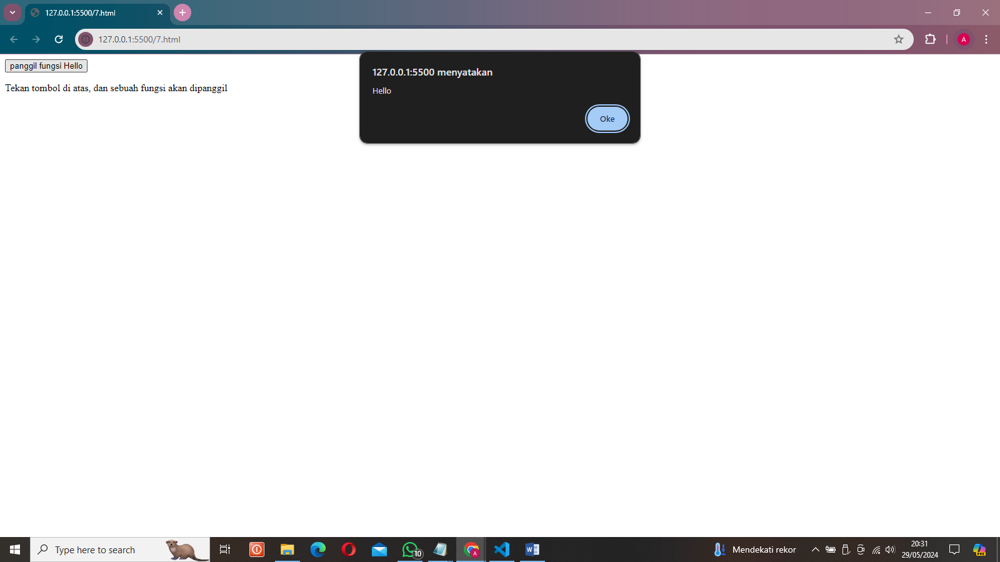 127.0.0.1:5500/7.html
127.0.0.1:5500/7.html
A
panggil fungsi Hello
Tekan tombol di atas, dan sebuah fungsi akan dipanggil
127.0.0.1:5500 menyatakan
Hello
Oke
Type here to search
10
A
W
Mendekati rekor
20:31
29/05/2024
PRE